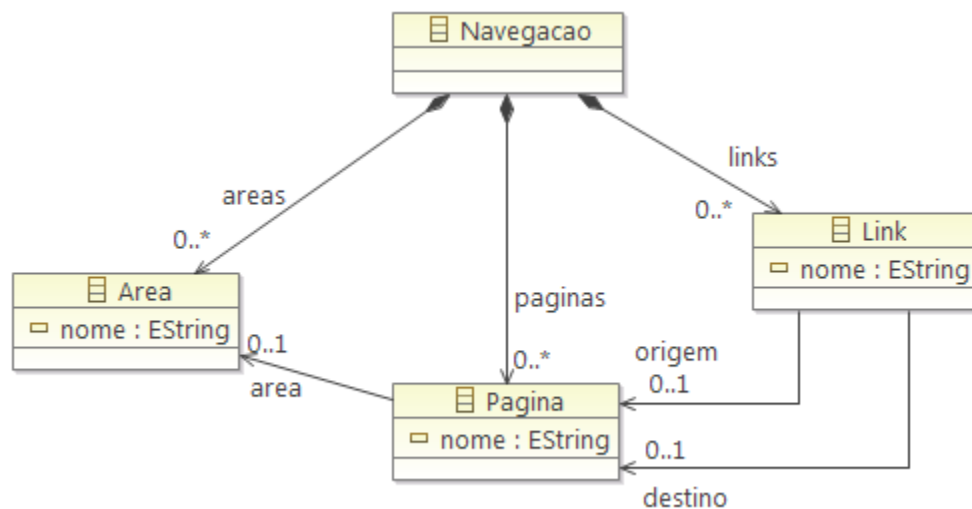 Navegacao
links
areas
0..*
0..*
Link
nome : EString
Area
nome : EString
paginas
0..1
area
0..*
origem
0..1
Pagina
nome : EString
0..1
destino